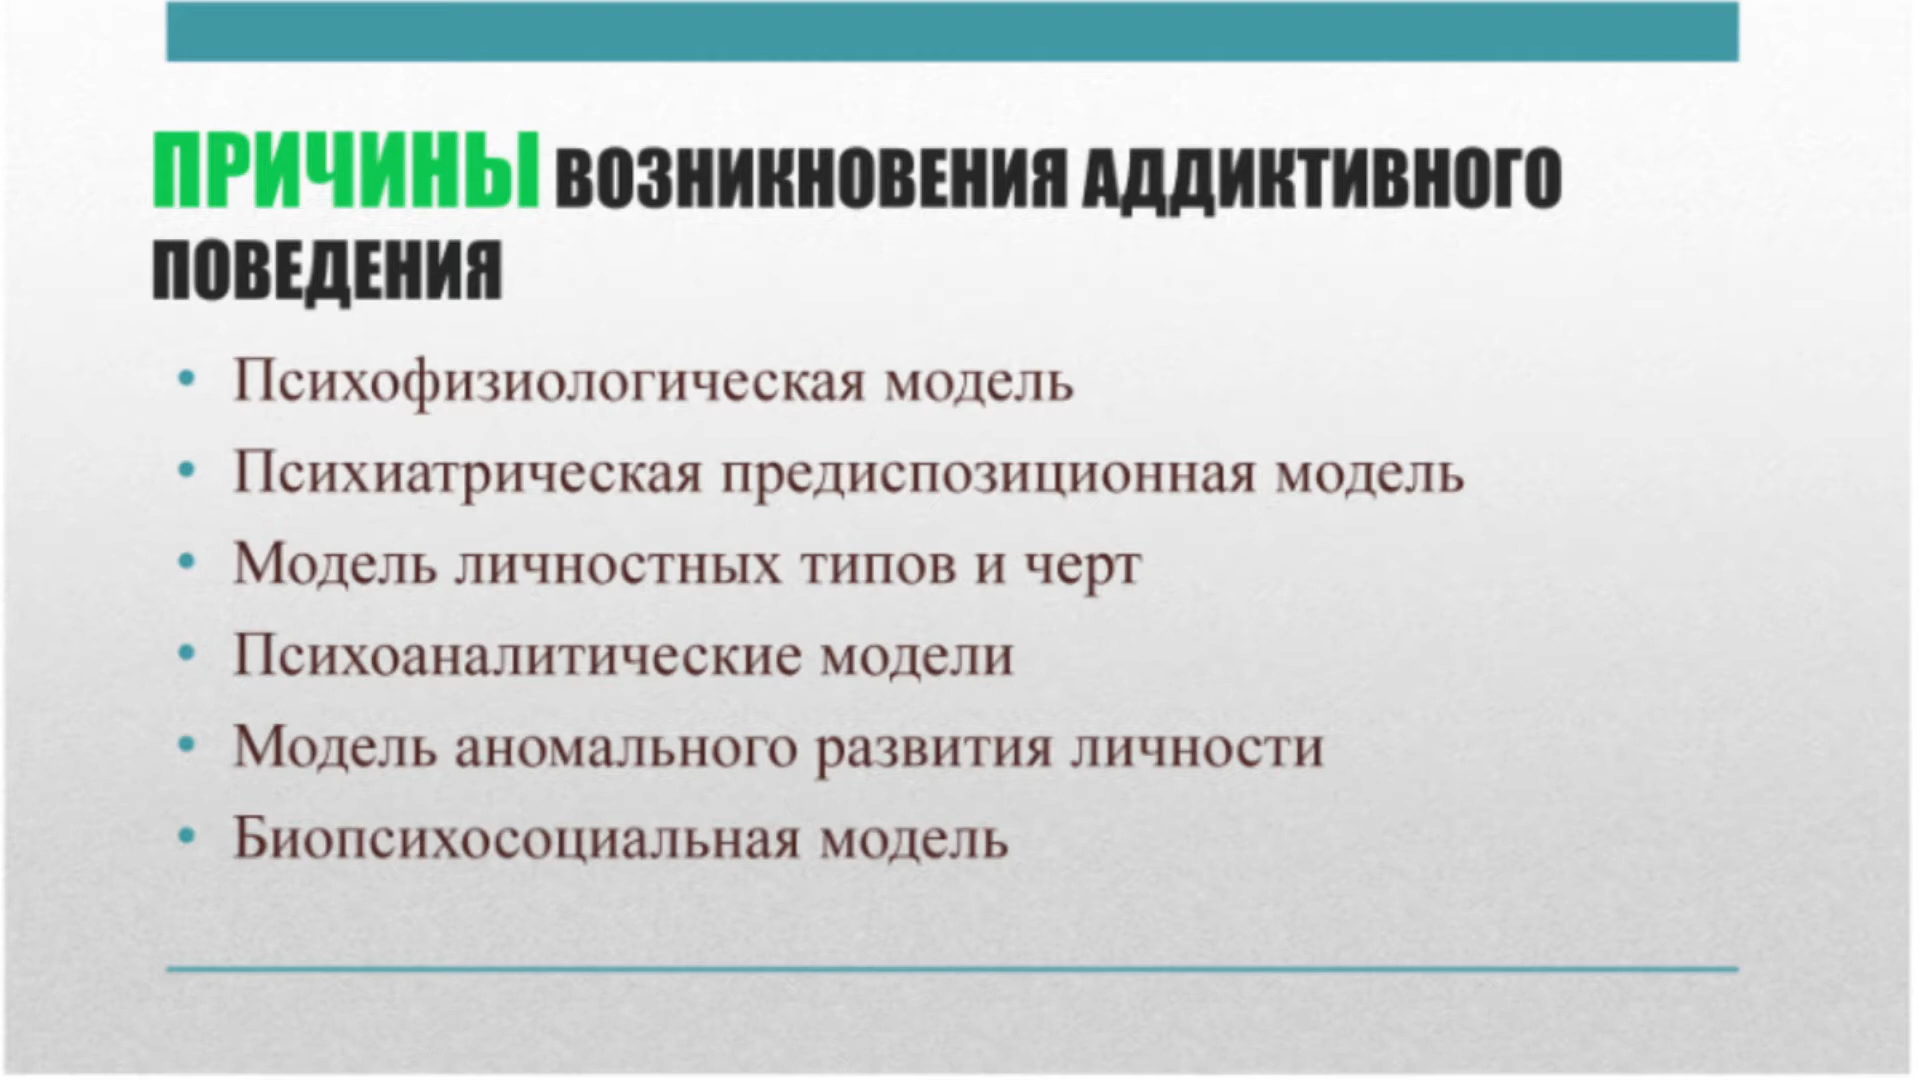 ПРИЧИНЫ ВОЗНИКНОВЕНИЯ АДДИКТИВНОГО
ПОВЕДЕНИЯ
• Психофизиологическая модель
• Психиатрическая предиспозиционная модель
• Модель личностных типов и черт
• Психоаналитические модели
• Модель аномального развития личности
• Биопсихосоциальная модель